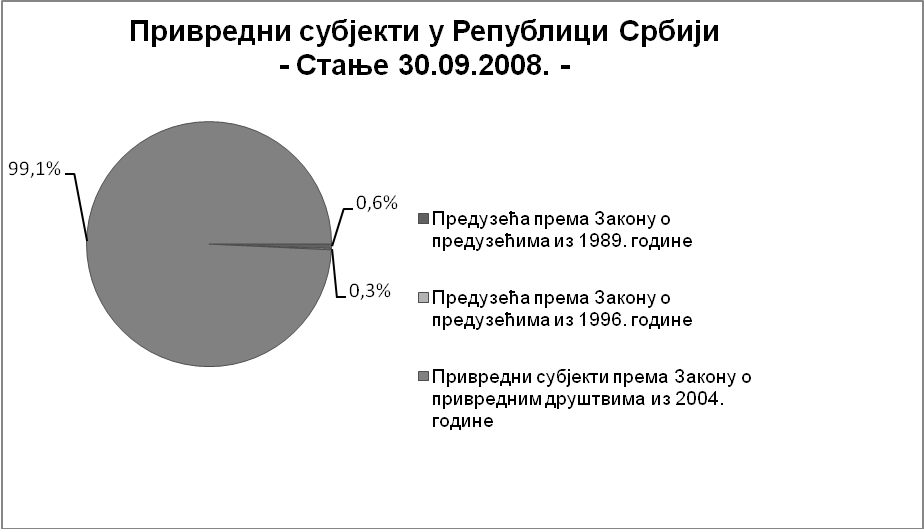 Привредни субјекти у Републици Србији
- Стање 30.09.2008. -
99,1%
0,6%
0,3%
Предузећа према Закону о
предузећима из 1989. године
Предузећа према Закону о
предузећима из 1996. године
Привредни субјекти према Закону о
привредним друштвима из 2004.
године